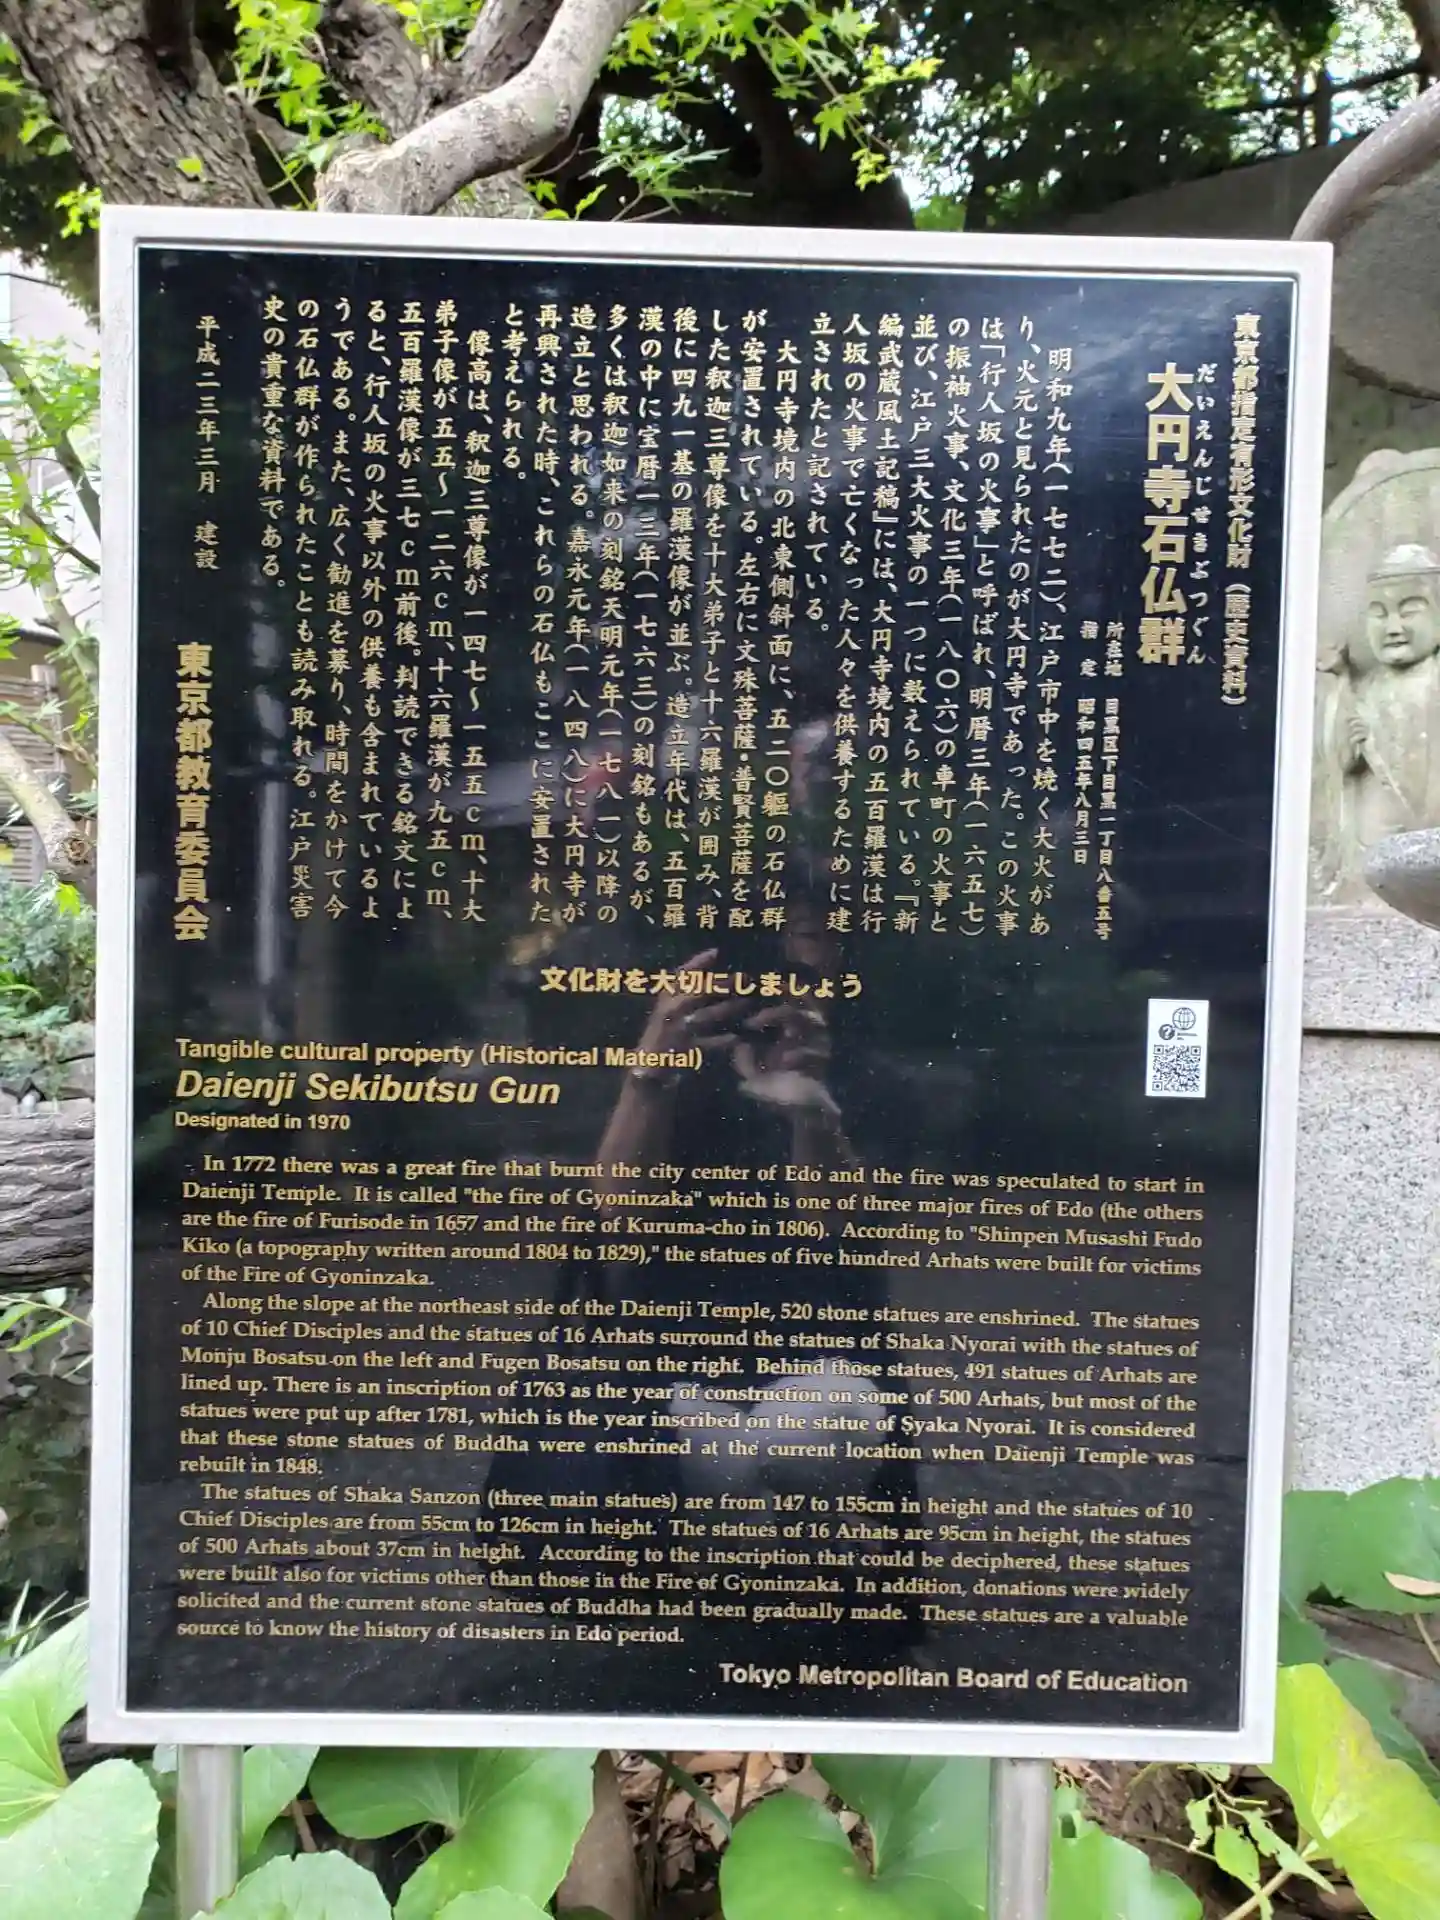 東京都指定有形文化財（歴史資料）
だいえんじせきぶつぐん
大円寺石仏群
所在地 目黒区下目黒一丁目八番五号
指定 昭和四五年八月三日
明和九年(一七七二)、江戸市中を焼く大火があ
り、火元と見られたのが大円寺であった。この火事
は「行人坂の火事」と呼ばれ、明暦三年(一六五七)
の振袖火事、文化三年(一八〇六)の車町の火事と
並び、江戸三大火事の一つに数えられている。『新
編武蔵風土記稿』には、大円寺境内の五百羅漢は行
人坂の火事で亡くなった人々を供養するために建
立されたと記されている。
大円寺境内の北東側斜面に、五二〇軀の石仏群
が安置されている。左右に文殊菩薩・普賢菩薩を配
した釈迦三尊像を十大弟子と十六羅漢が囲み、背
後に四九一基の羅漢像が並ぶ。造立年代は、五百羅
漢の中に宝暦一三年(一七六三)の刻銘もあるが、
多くは釈迦如来の刻銘天明元年(一七八一)以降の
造立と思われる。嘉永元年(一八四八)に大円寺が
再興された時、これらの石仏もここに安置された
と考えられる。
像高は、釈迦三尊像が一四七～一五五cm、十大
弟子像が五五～一二六cm、十六羅漢が九五cm、
五百羅漢像が三七cm前後。判読できる銘文によ
ると、行人坂の火事以外の供養も含まれているよ
うである。また、広く勧進を募り、時間をかけて今
の石仏群が作られたことも読み取れる。江戸災害
史の貴重な資料である。
平成二三年三月 建設
東京都教育委員会
文化財を大切にしましょう
Tangible cultural property (Historical Material)
Daienji Sekibutsu Gun
Designated in 1970
In 1772 there was a great fire that burnt the city center of Edo and the fire was speculated to start in
Daienji Temple. It is called "the fire of Gyoninzaka" which is one of three major fires of Edo (the others
are the fire of Furisode in 1657 and the fire of Kuruma-cho in 1806). According to "Shinpen Musashi Fudo
Kiko (a topography written around 1804 to 1829)," the statues of five hundred Arhats were built for victims
of the Fire of Gyoninzaka.
Along the slope at the northeast side of the Daienji Temple, 520 stone statues are enshrined. The statues
of 10 Chief Disciples and the statues of 16 Arhats surround the statues of Shaka Nyorai with the statues of
Monju Bosatsu on the left and Fugen Bosatsu on the right. Behind those statues, 491 statues of Arhats are
lined up. There is an inscription of 1763 as the year of construction on some of 500 Arhats, but most of the
statues were put up after 1781, which is the year inscribed on the statue of Syaka Nyorai. It is considered
that these stone statues of Buddha were enshrined at the current location when Daienji Temple was
rebuilt in 1848.
The statues of Shaka Sanzon (three main statues) are from 147 to 155cm in height and the statues of 10
Chief Disciples are from 55cm to 126cm in height. The statues of 16 Arhats are 95cm in height, the statues
of 500 Arhats about 37cm in height. According to the inscription that could be deciphered, these statues
were built also for victims other than those in the Fire of Gyoninzaka. In addition, donations were widely
solicited and the current stone statues of Buddha had been gradually made. These statues are a valuable
source to know the history of disasters in Edo period.
Tokyo Metropolitan Board of Education